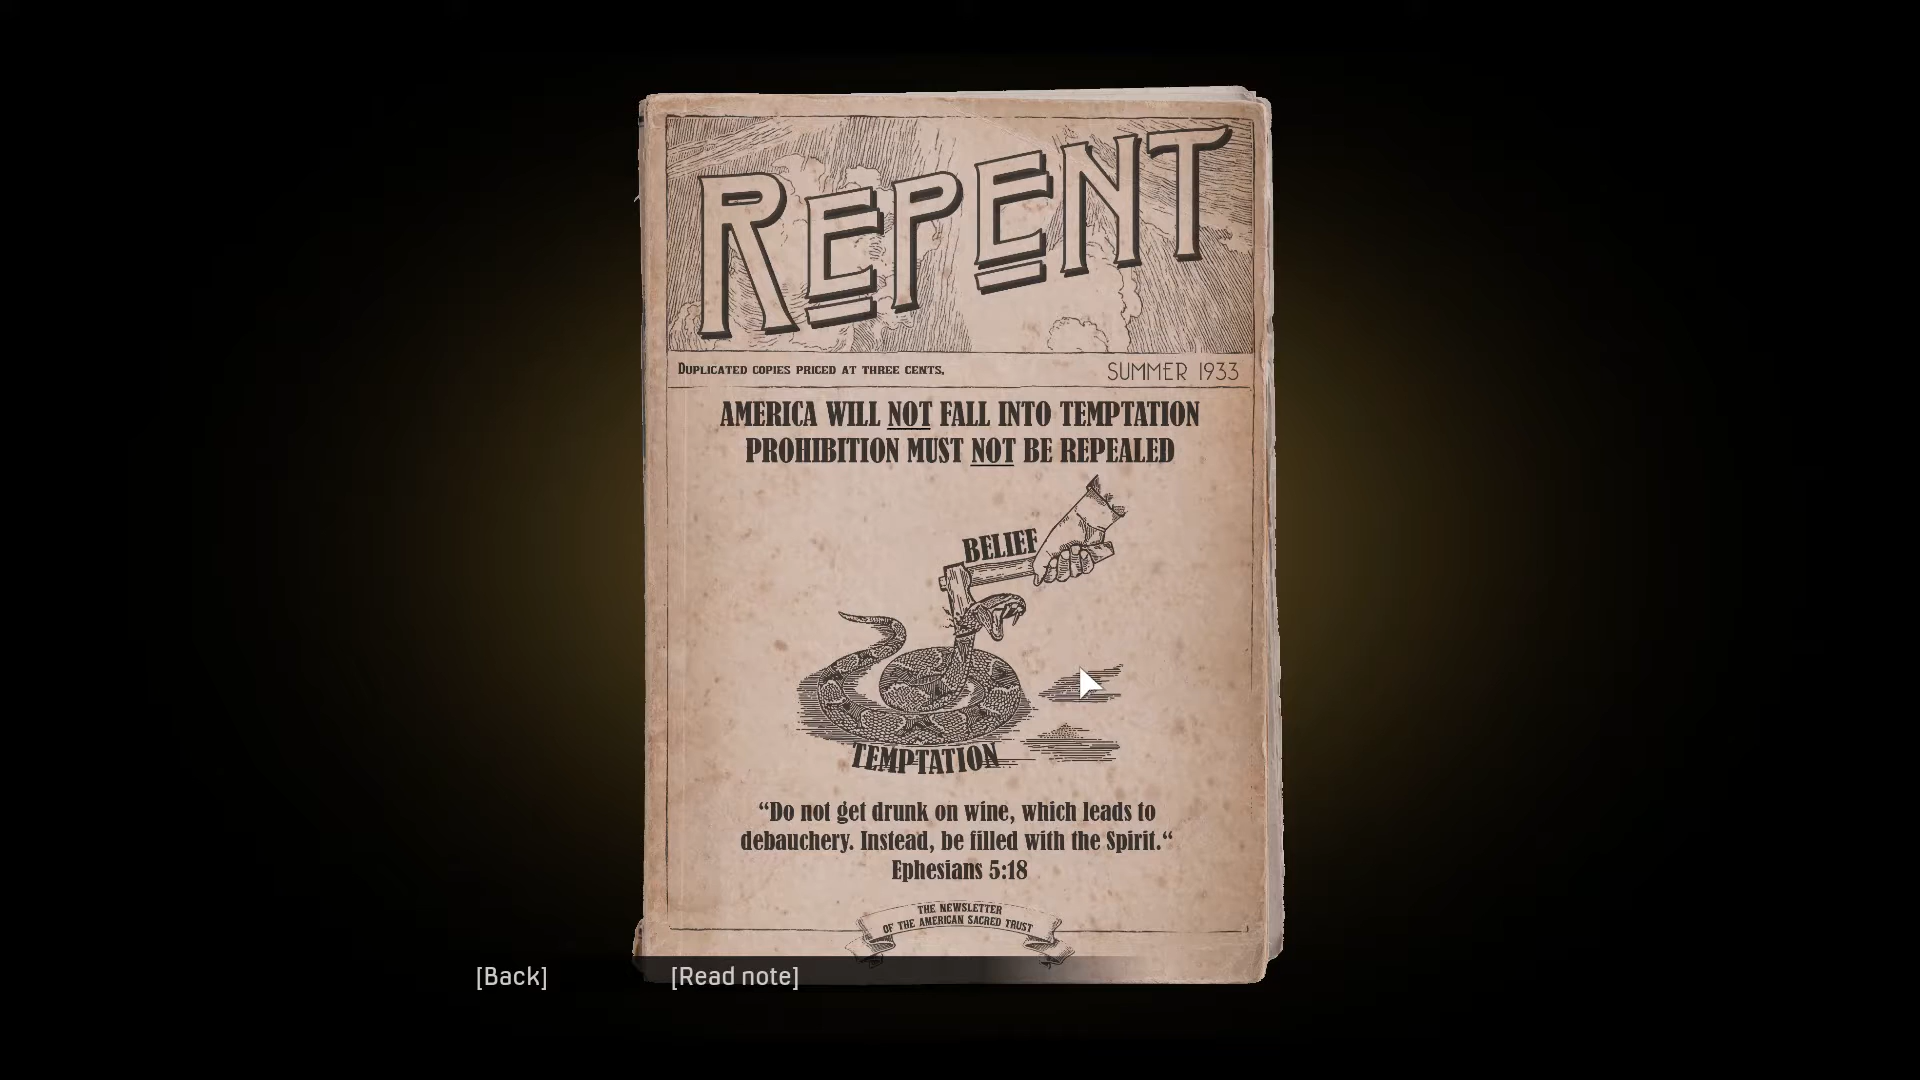 REPENT
DUPLICATED COPIES PRICED AT THREE CENTS,
SUMMER 1933
AMERICA WILL NOT FALL INTO TEMPTATION
PROHIBITION MUST NOT BE REPEALED
BELIEF
TEMPTATION
“Do not get drunk on wine, which leads to
debauchery. Instead, be filled with the Spirit.“
Ephesians 5:18
THE NEWSLETTER
OF THE AMERICAN SACRED TRUST
[Back]
[Read note]